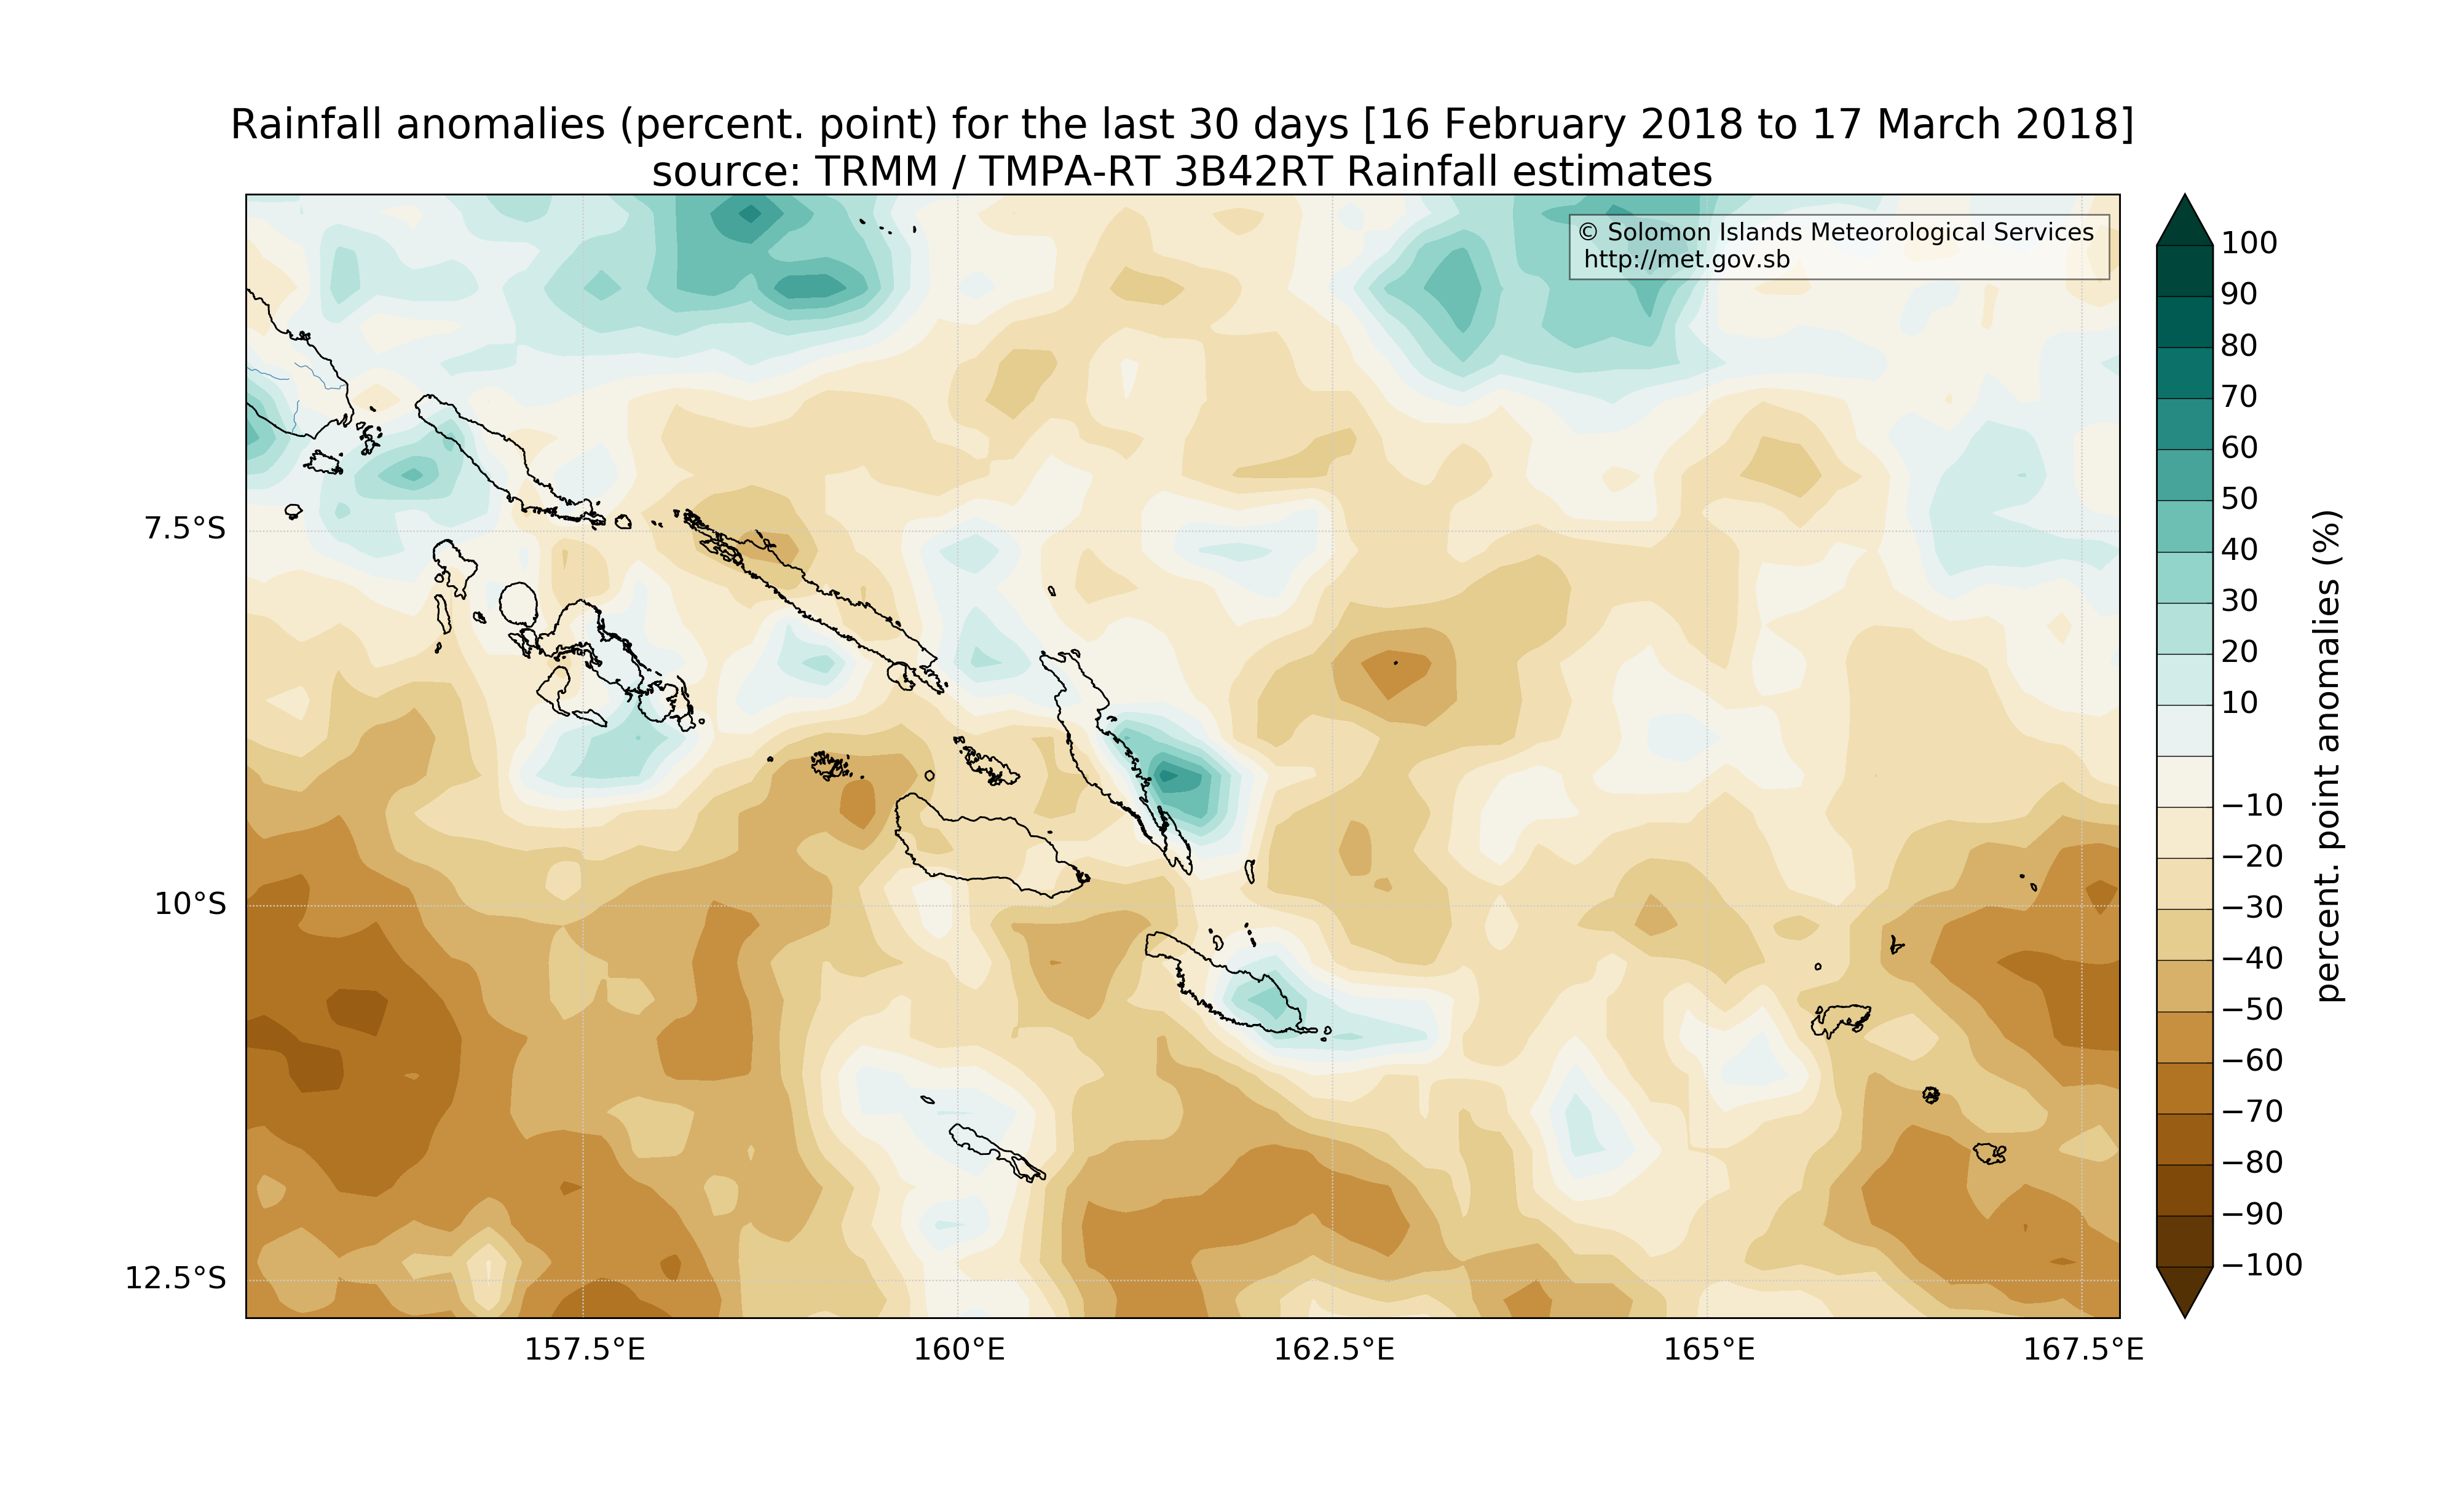 Rainfall anomalies (percent. point) for the last 30 days [16 February 2018 to 17 March 2018]
source: TRMM / TMPA-RT 3B42RT Rainfall estimates
© Solomon Islands Meteorological Services
http://met.gov.sb
7.5°S
10°S
12.5°S
157.5°E
160°E
162.5°E
165°E
167.5°E
100
90
80
70
60
50
40
30
20
10
−10
−20
−30
−40
−50
−60
−70
−80
−90
−100
percent. point anomalies (%)